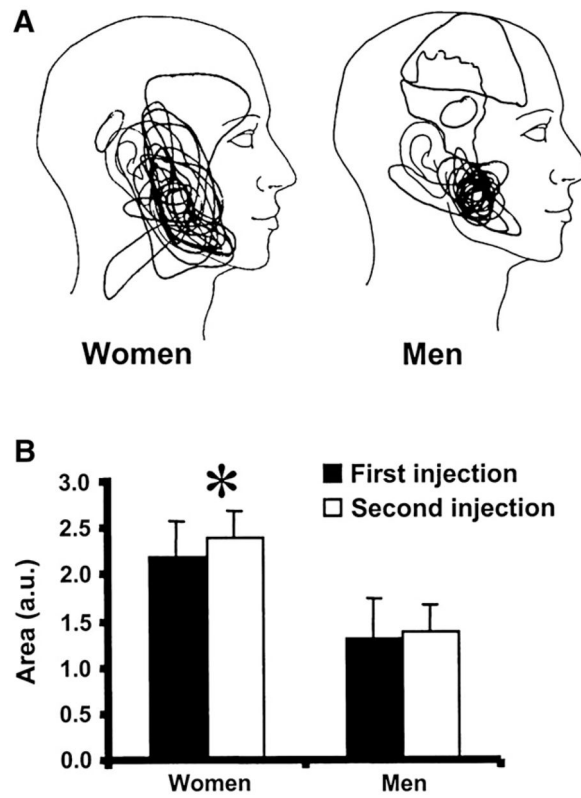 A
Women
Men
B
*
First injection
Second injection
Area (a.u.)
3.0
2.5
2.0
1.5
1.0
0.5
0.0
Women
Men